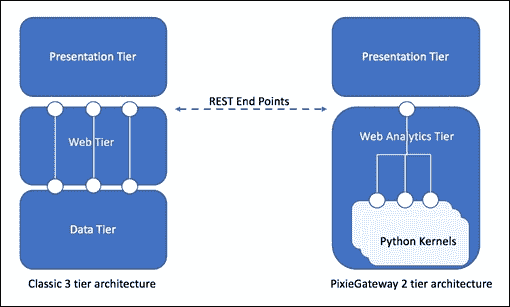 Presentation Tier
Presentation Tier
REST End Points
Web Tier
Web Analytics Tier
Data Tier
Python Kernels
Classic 3 tier architecture
PixieGateway 2 tier architecture